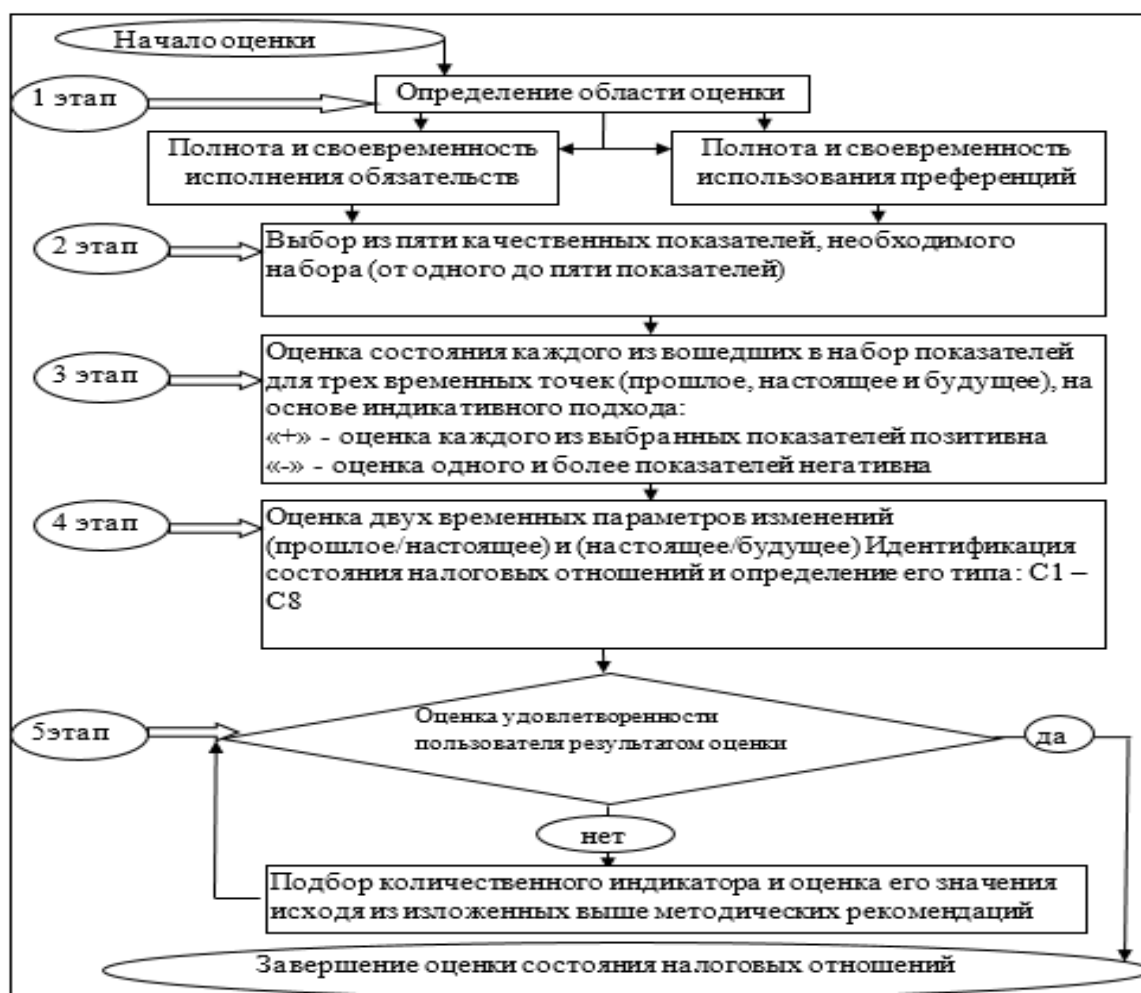 Начало оценки
1 этап
Определение области оценки
Полнота и своевременность
исполнения обязательств
Полнота и своевременность
использования преференций
2 этап
Выбор из пяти качественных показателей, необходимого
набора (от одного до пяти показателей)
3 этап
Оценка состояния каждого из вошедших в набор показателей
для трех временных точек (прошлое, настоящее и будущее), на
основе индикативного подхода:
«+» - оценка каждого из выбранных показателей позитивна
«-» - оценка одного и более показателей негативна
4 этап
Оценка двух временных параметров изменений
(прошлое/настоящее) и (настоящее/будущее) Идентификация
состояния налоговых отношений и определение его типа: С1 –
С8
5этап
Оценка удовлетворенности
пользователя результатом оценки
да
нет
Подбор количественного индикатора и оценка его значения
исходя из изложенных выше методических рекомендаций
Завершение оценки состояния налоговых отношений